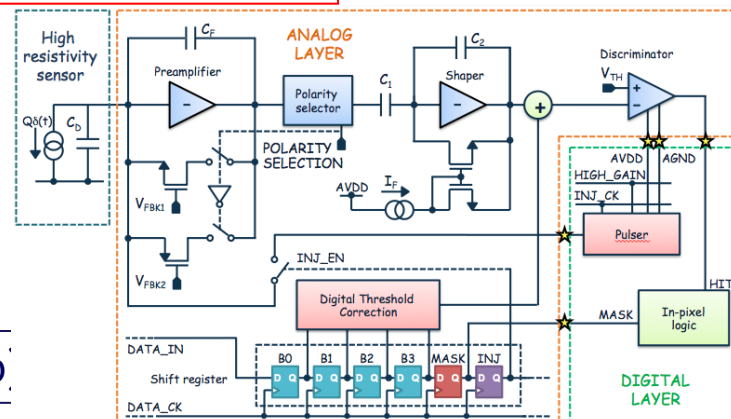 High
resistivity
sensor
Qδ(t)
C_D
C_F
Preamplifier
ANALOG
LAYER
Polarity
selector
C_1
C_2
Shaper
Discriminator
V_TH
POLARITY
SELECTION
V_FBK1
V_FBK2
AVDD
I_F
AVDD
AGND
HIGH_GAIN
INJ_CK
Pulser
INJ_EN
Digital Threshold
Correction
HIT
MASK
In-pixel
logic
DATA_IN
Shift register
DATA_CK
B0 B1 B2 B3 MASK INJ
D Q D Q D Q D Q D Q D Q
DIGITAL
LAYER